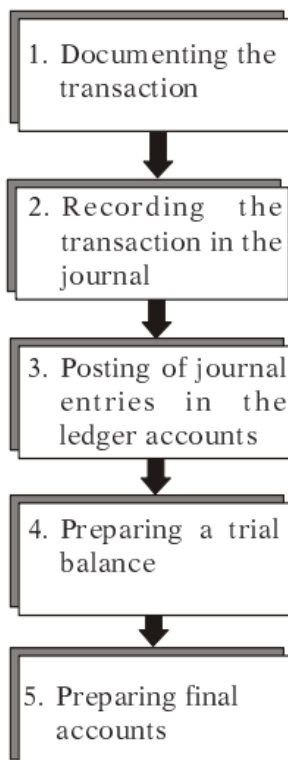 1. Documenting the
transaction
2. Recording the
transaction in the
journal
3. Posting of journal
entries in the
ledger accounts
4. Preparing a trial
balance
5. Preparing final
accounts